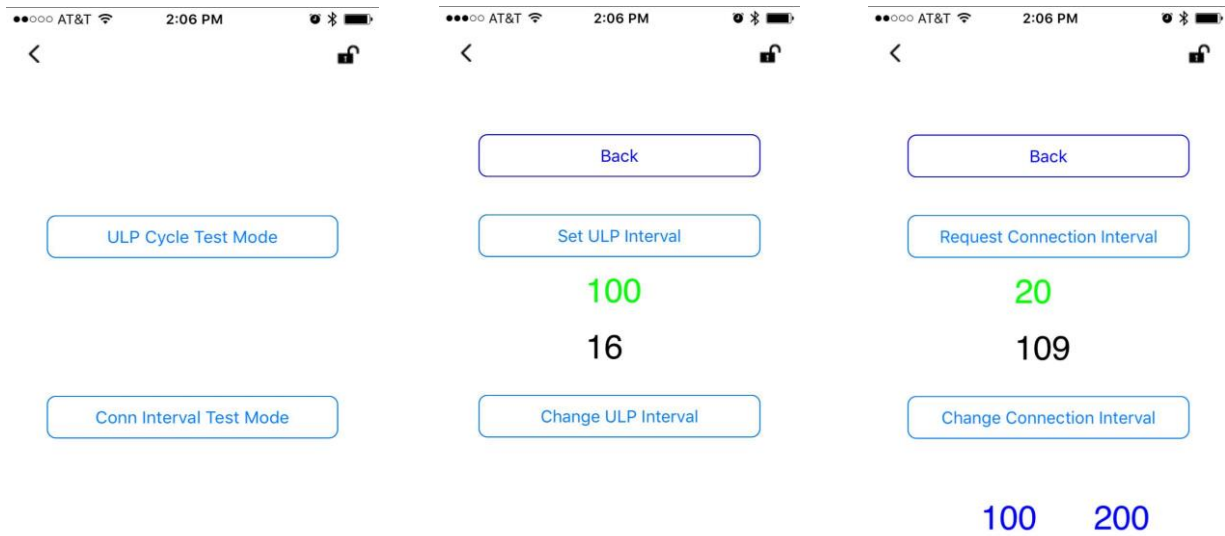 AT&T 2:06 PM
ULP Cycle Test Mode
Conn Interval Test Mode
AT&T 2:06 PM
Back
Set ULP Interval
100
16
Change ULP Interval
AT&T 2:06 PM
Back
Request Connection Interval
20
109
Change Connection Interval
100 200